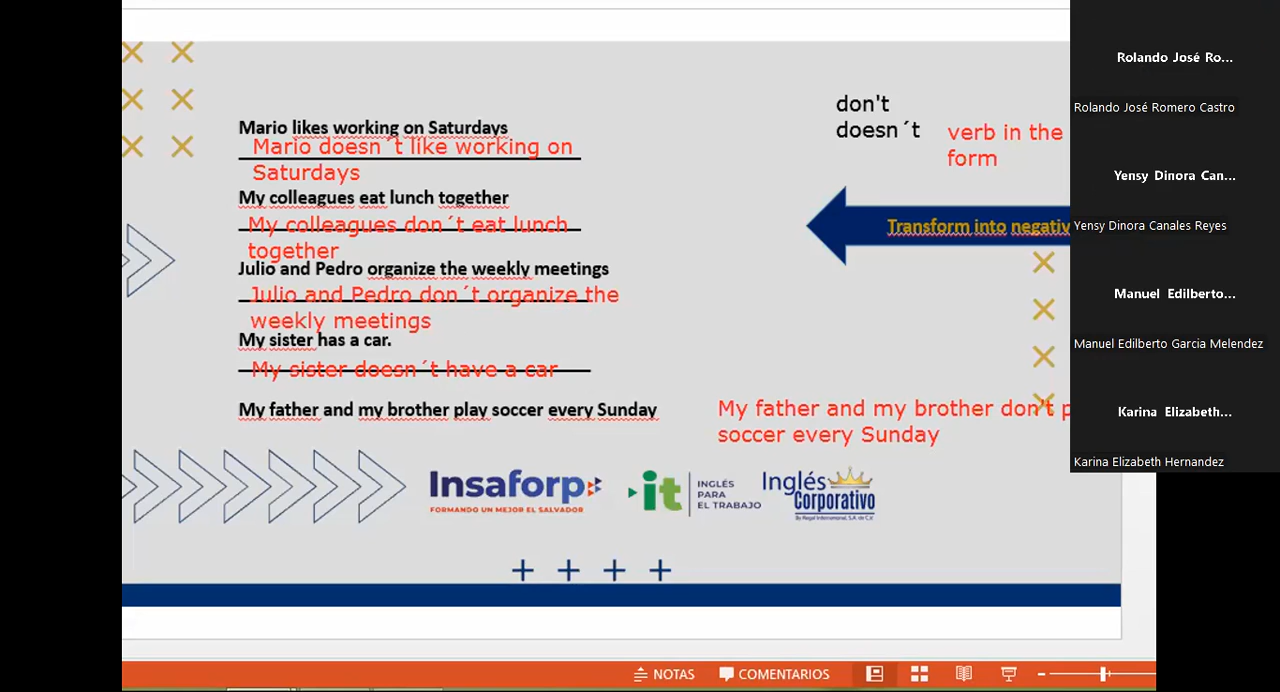 Mario likes working on Saturdays
Mario doesn´t like working on
Saturdays
My colleagues eat lunch together
My colleagues don´t eat lunch
together
Julio and Pedro organize the weekly meetings
Julio and Pedro don´t organize the
weekly meetings
My sister has a car.
My sister doesn´t have a car
My father and my brother play soccer every Sunday
My father and my brother don't p
soccer every Sunday
don't
doesn´t
verb in the
form
Transform into negativ
Insaforp
FORMANDO UN MEJOR EL SALVADOR
it
INGLÉS
PARA
EL TRABAJO
Inglés
Corporativo
By Regal International, S.A. de C.V.
Rolando José Ro...
Rolando José Romero Castro
Yensy Dinora Can...
Yensy Dinora Canales Reyes
Manuel Edilberto...
Manuel Edilberto Garcia Melendez
Karina Elizabeth...
Karina Elizabeth Hernandez
NOTAS
COMENTARIOS